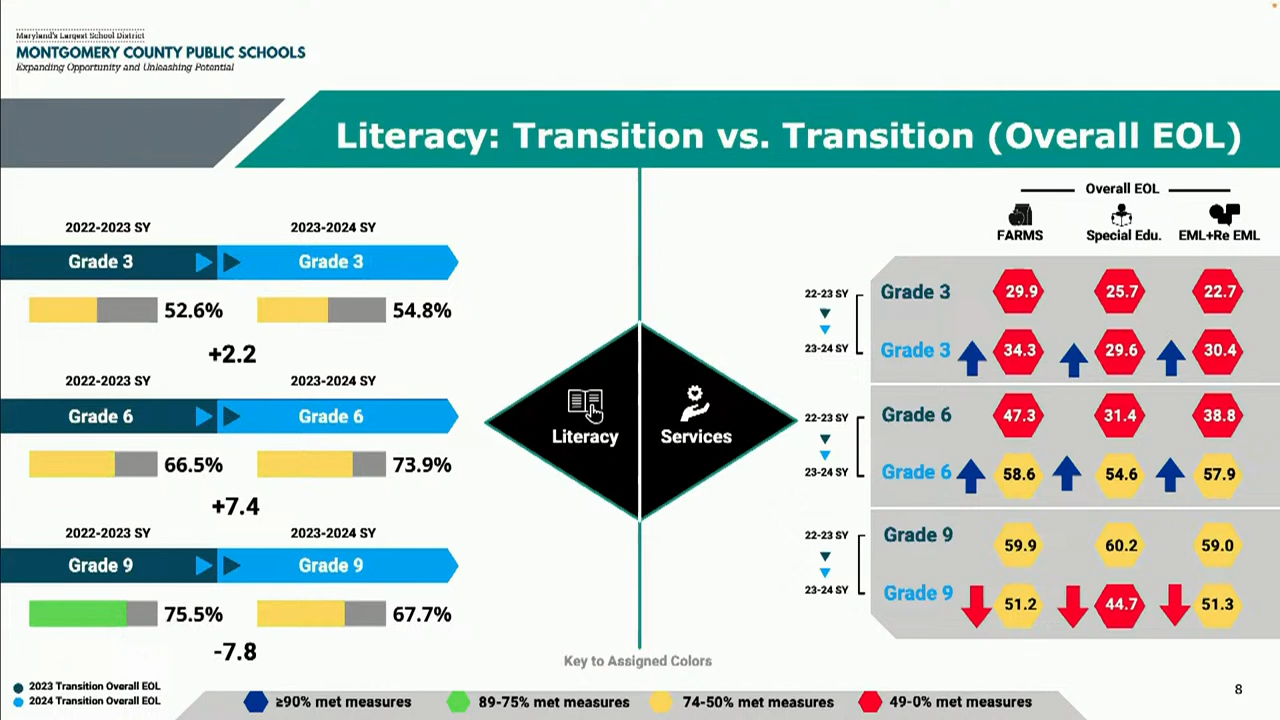 Maryland's Largest School District
MONTGOMERY COUNTY PUBLIC SCHOOLS
Expanding Opportunity and Unleashing Potential
Literacy: Transition vs. Transition (Overall EOL)
2022-2023 SY 2023-2024 SY
Grade 3 Grade 3
52.6% 54.8%
+2.2
2022-2023 SY 2023-2024 SY
Grade 6 Grade 6
66.5% 73.9%
+7.4
2022-2023 SY 2023-2024 SY
Grade 9 Grade 9
75.5% 67.7%
-7.8
2023 Transition Overall EOL
2024 Transition Overall EOL
Literacy Services
Overall EOL
FARMS Special Edu. EML+Re EML
22-23 SY Grade 3 29.9 25.7 22.7
23-24 SY Grade 3 34.3 29.6 30.4
22-23 SY Grade 6 47.3 31.4 38.8
23-24 SY Grade 6 58.6 54.6 57.9
22-23 SY Grade 9 59.9 60.2 59.0
23-24 SY Grade 9 51.2 44.7 51.3
Key to Assigned Colors
≥90% met measures 89-75% met measures 74-50% met measures 49-0% met measures
8